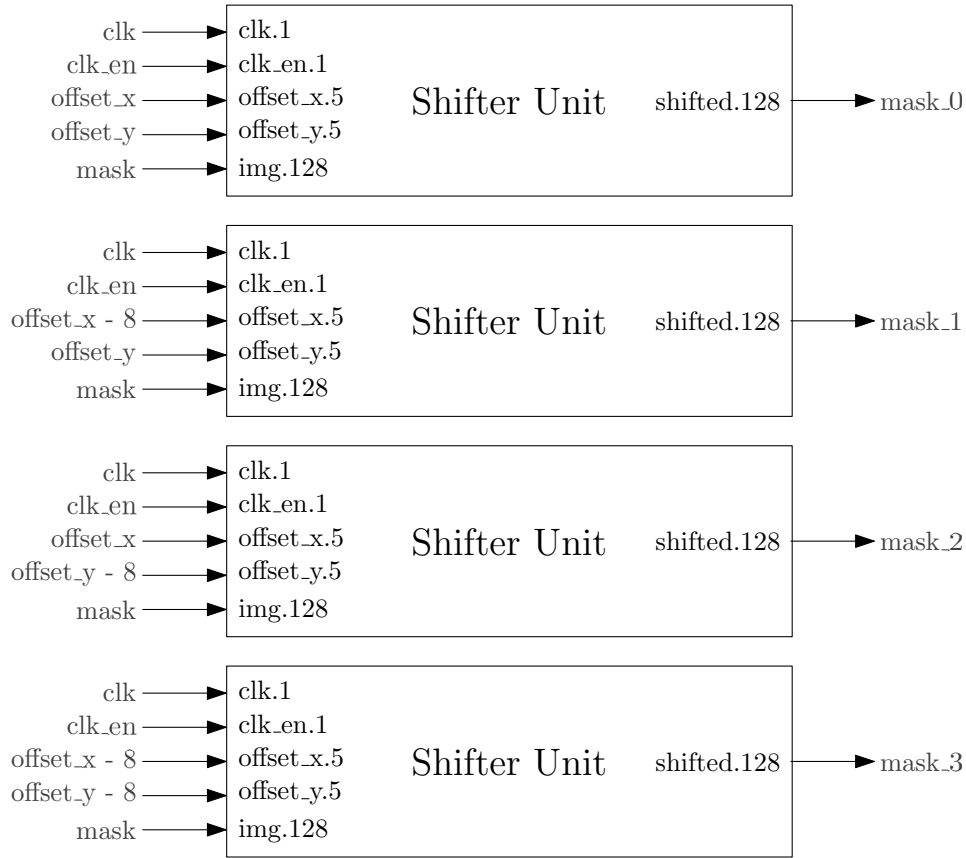 clk clk.1
clk_en clk_en.1
offset_x offset_x.5 Shifter Unit shifted.128 mask_0
offset_y offset_y.5
mask img.128
clk clk.1
clk_en clk_en.1
offset_x - 8 offset_x.5 Shifter Unit shifted.128 mask_1
offset_y offset_y.5
mask img.128
clk clk.1
clk_en clk_en.1
offset_x offset_x.5 Shifter Unit shifted.128 mask_2
offset_y - 8 offset_y.5
mask img.128
clk clk.1
clk_en clk_en.1
offset_x - 8 offset_x.5 Shifter Unit shifted.128 mask_3
offset_y - 8 offset_y.5
mask img.128